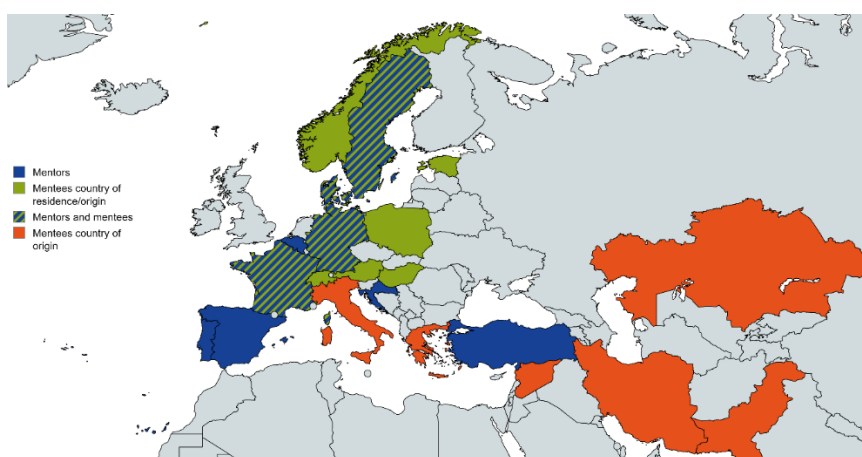 Mentors
Mentees country of
residence/origin
Mentors and mentees
Mentees country of
origin